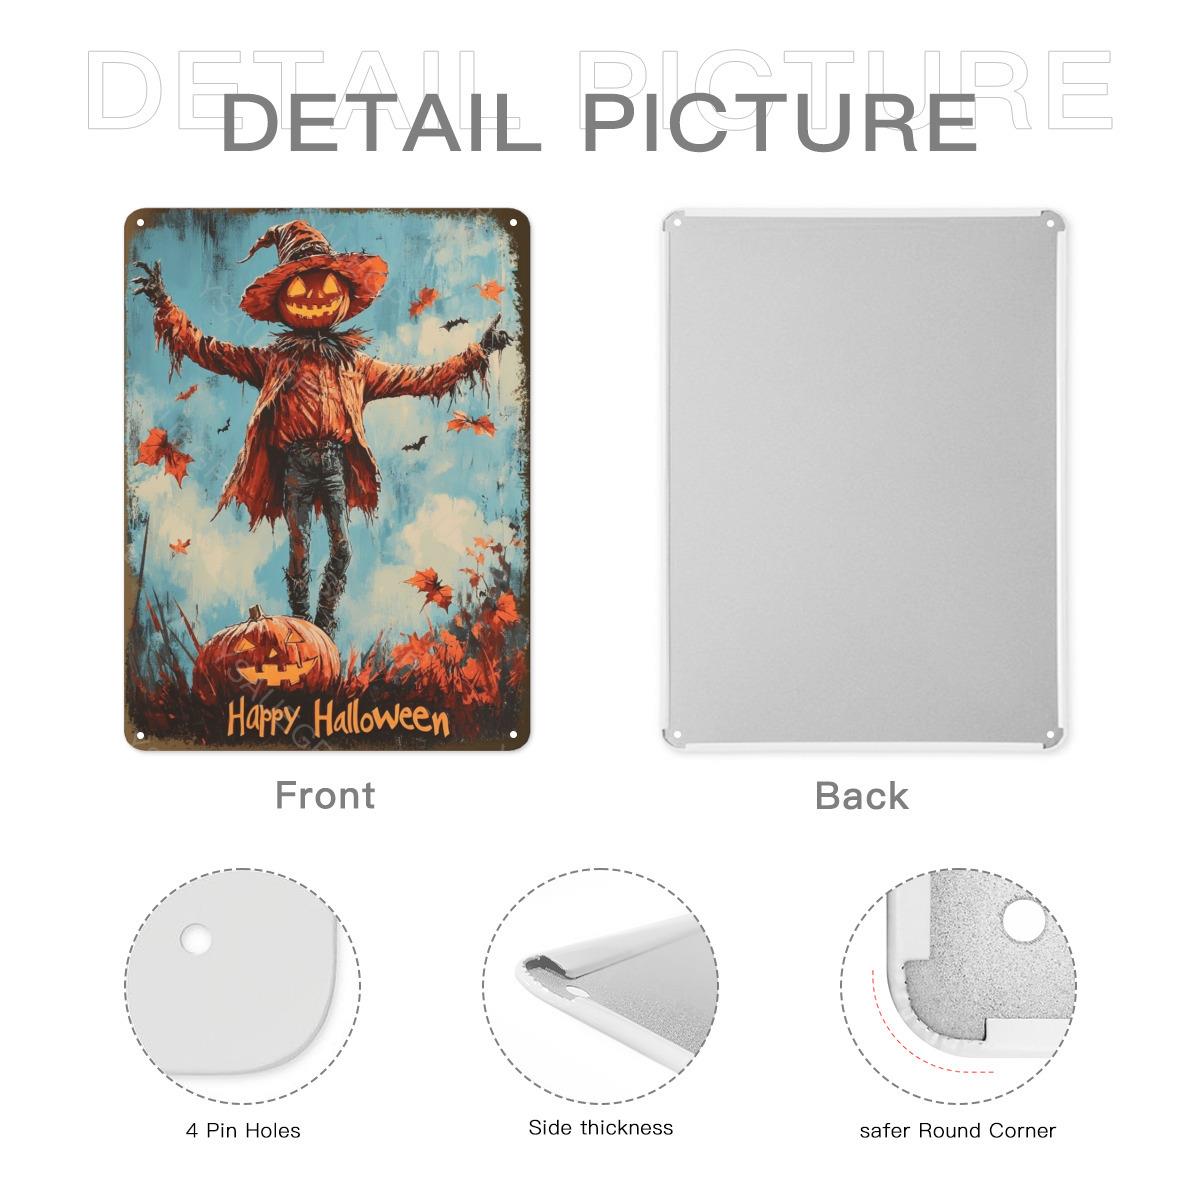 DETAIL PICTURE
DETAIL PICTURE
Happy Halloween
Front
Back
4 Pin Holes
Side thickness
safer Round Corner